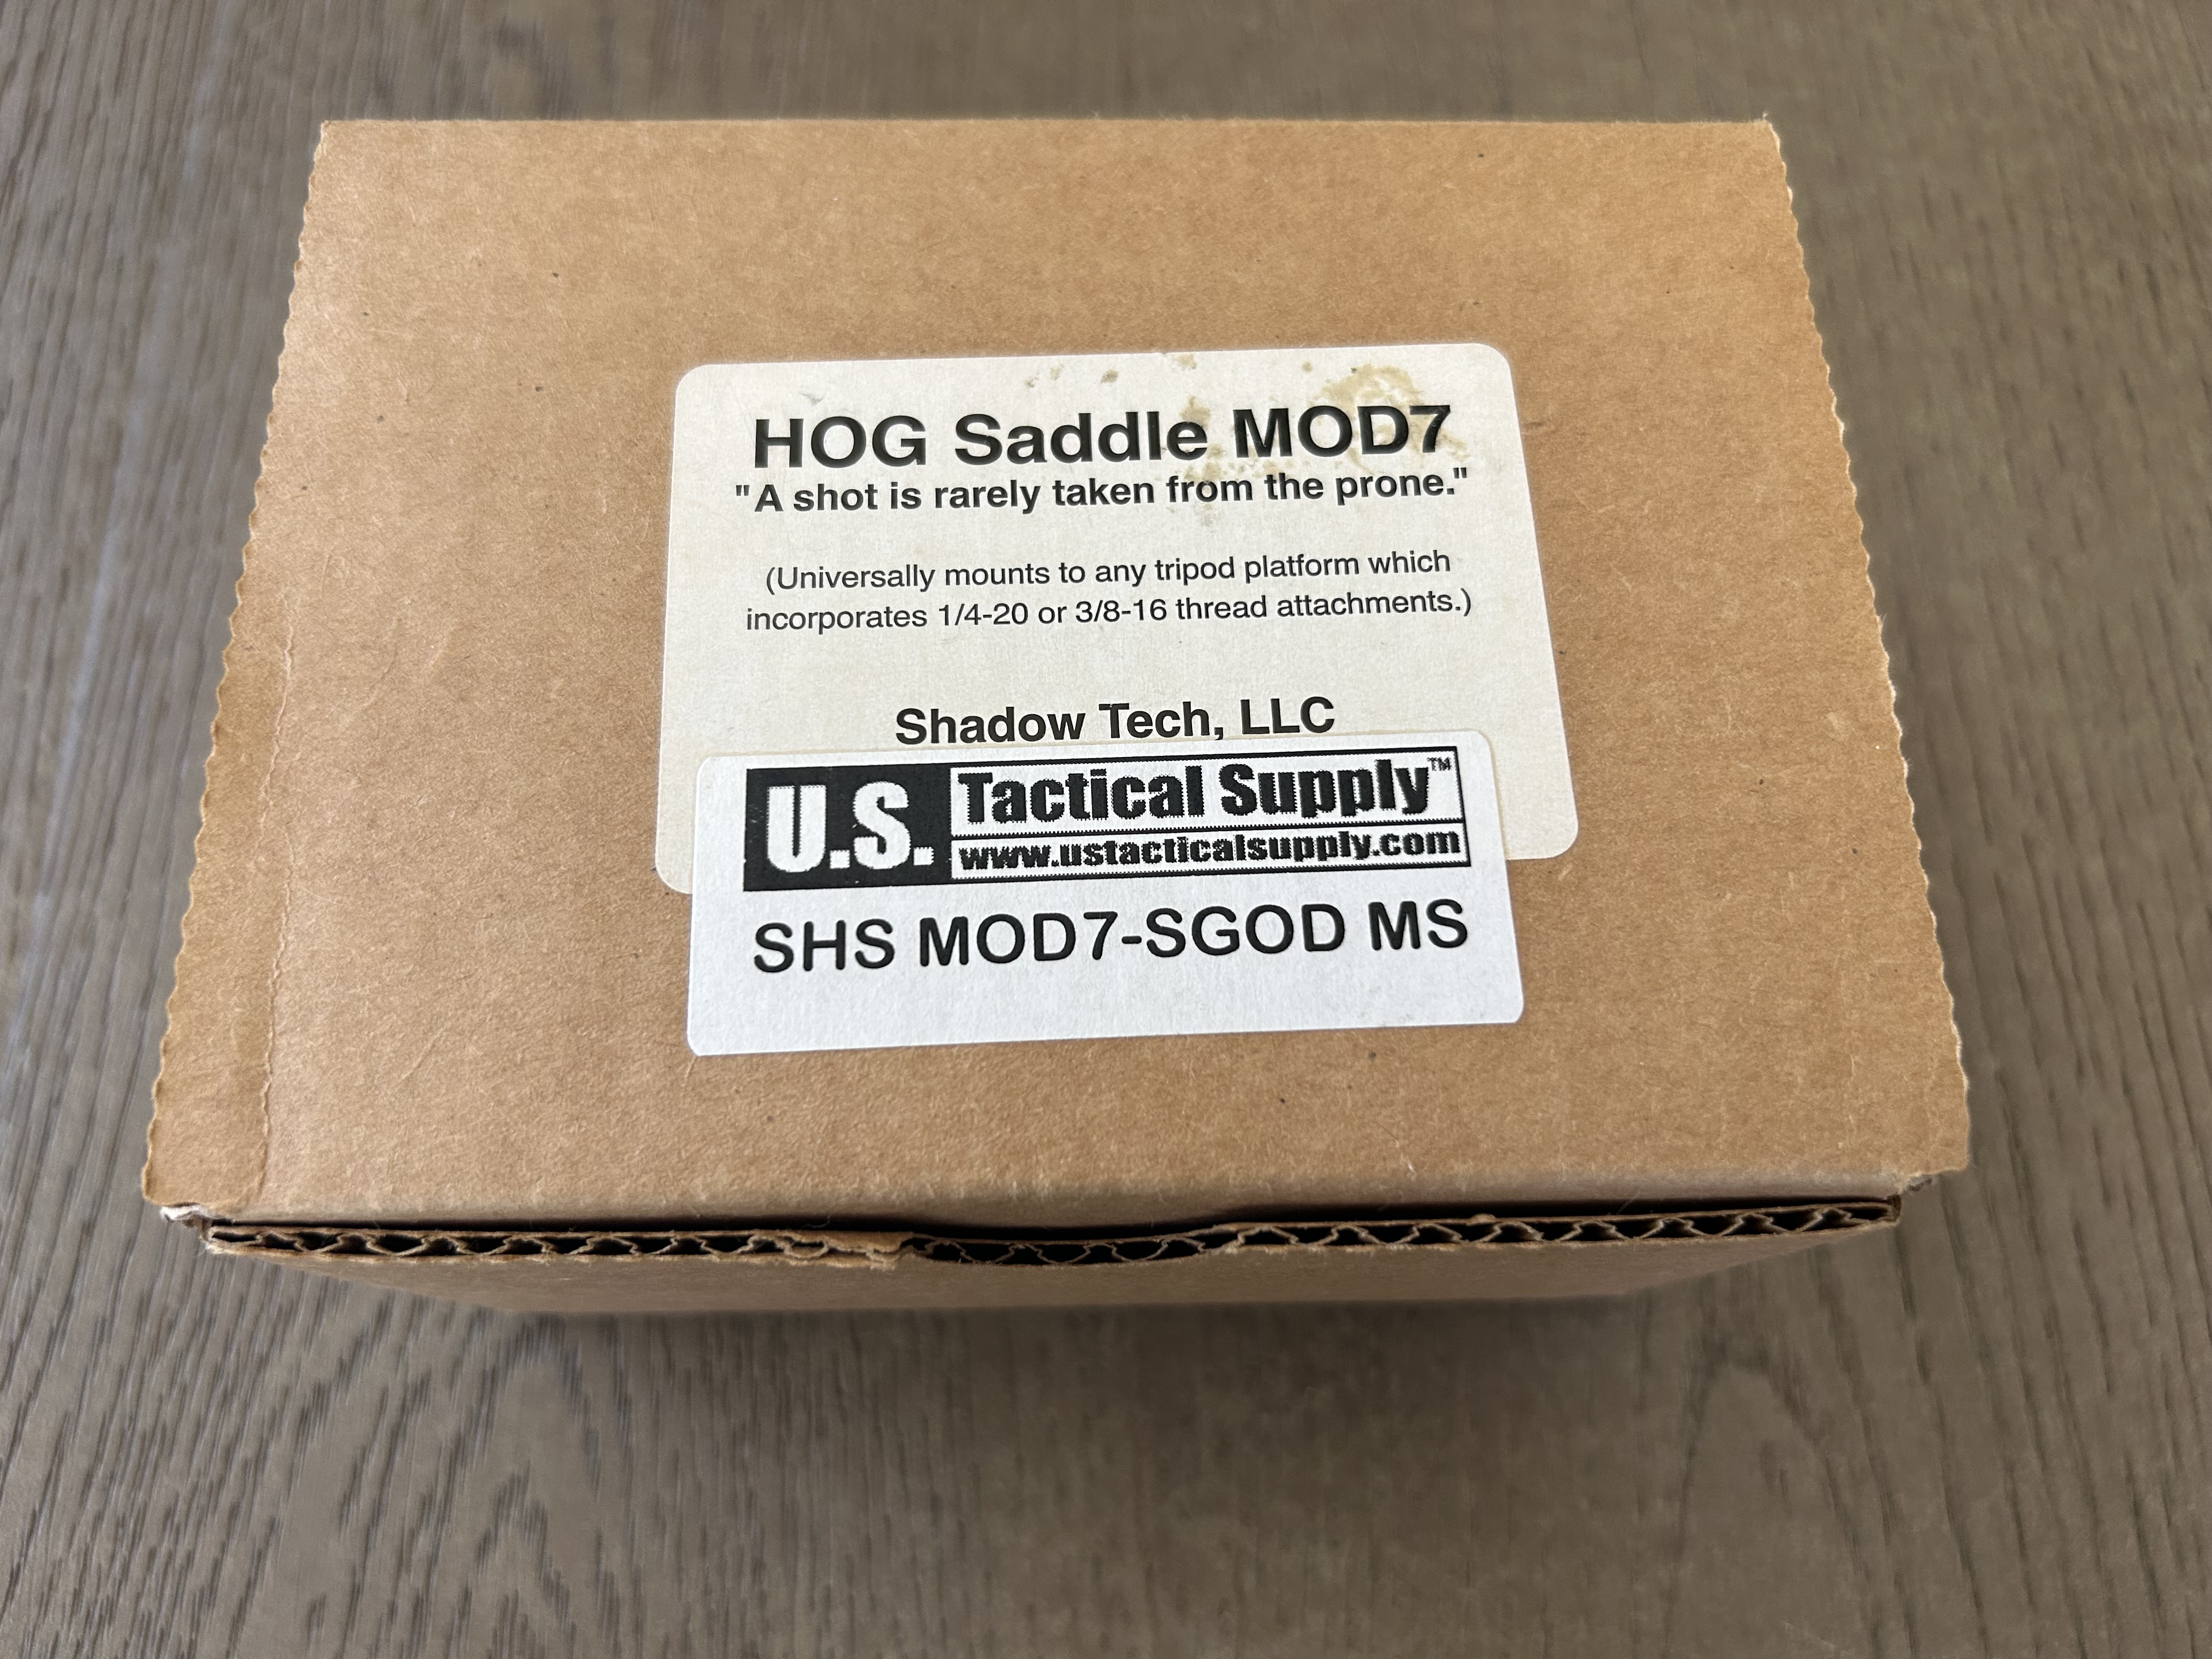 HOG Saddle MOD7
"A shot is rarely taken from the prone."
(Universally mounts to any tripod platform which
incorporates 1/4-20 or 3/8-16 thread attachments.)
Shadow Tech, LLC
U.S. Tactical Supply™
www.ustacticalsupply.com
SHS MOD7-SGOD MS